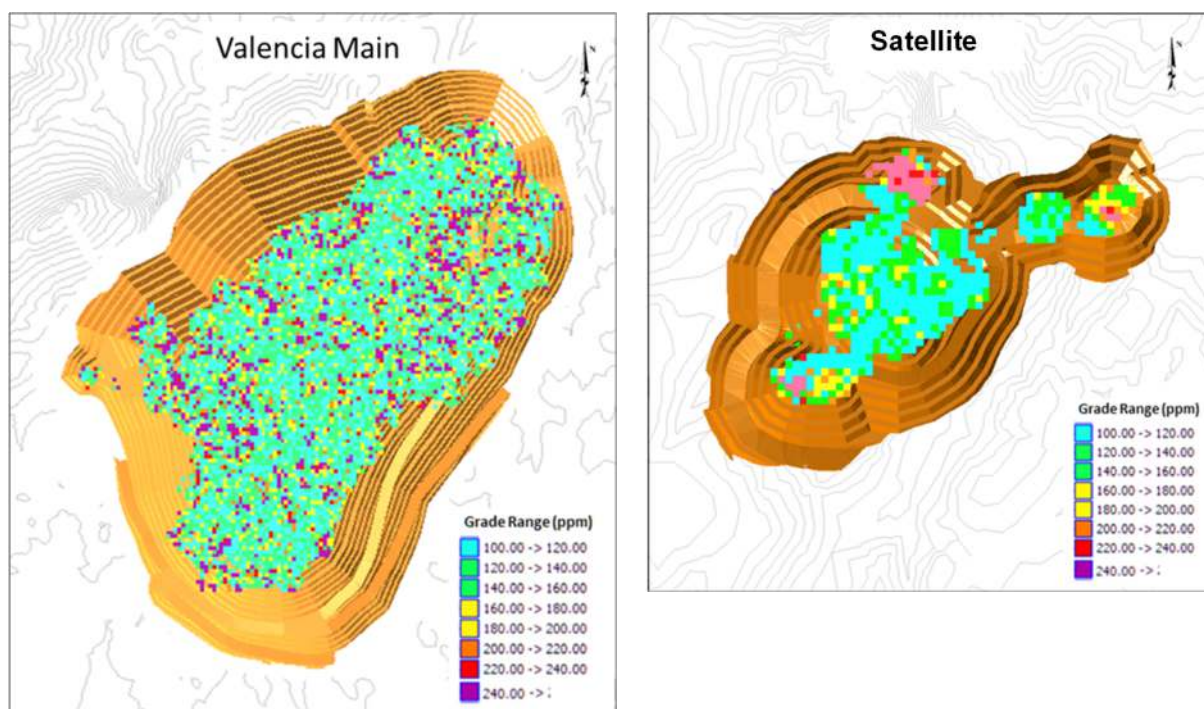 Valencia Main
N
Grade Range (ppm)
100.00 -> 120.00
120.00 -> 140.00
140.00 -> 160.00
160.00 -> 180.00
180.00 -> 200.00
200.00 -> 220.00
220.00 -> 240.00
240.00 -> :
Satellite
N
Grade Range (ppm)
100.00 -> 120.00
120.00 -> 140.00
140.00 -> 160.00
160.00 -> 180.00
180.00 -> 200.00
200.00 -> 220.00
220.00 -> 240.00
240.00 -> :